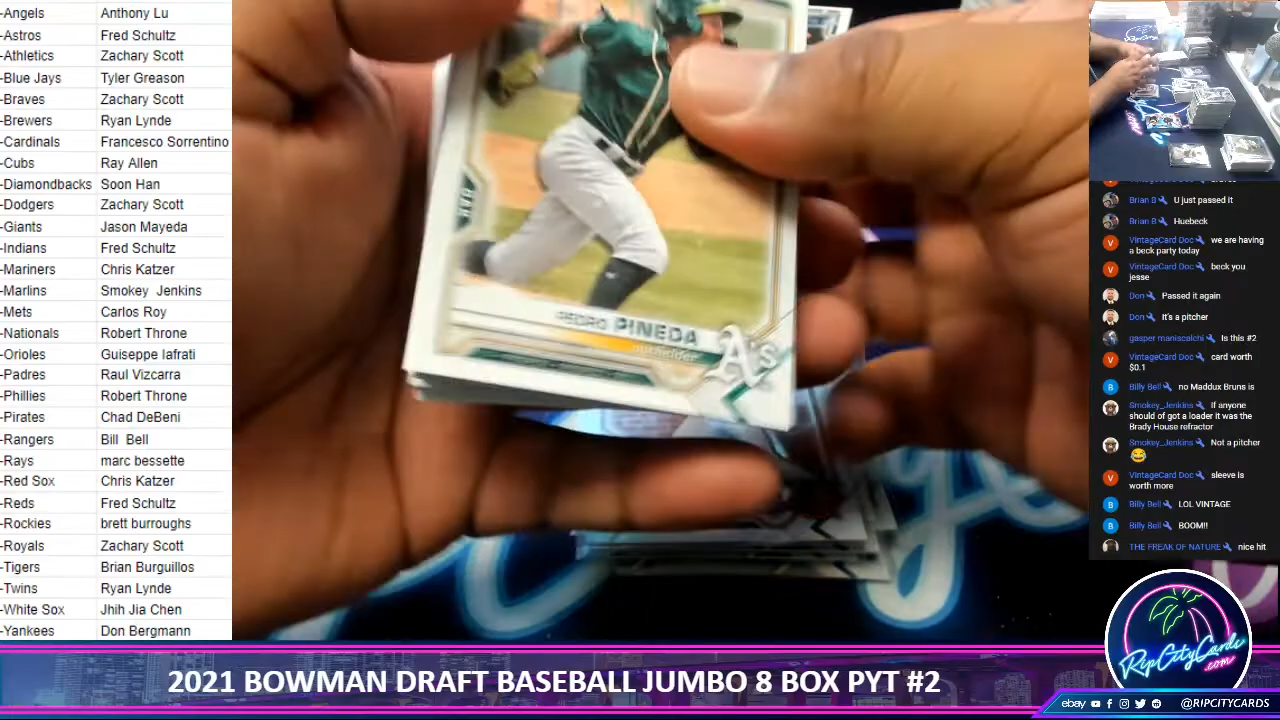 -Angels Anthony Lu
-Astros Fred Schultz
-Athletics Zachary Scott
-Blue Jays Tyler Greason
-Braves Zachary Scott
-Brewers Ryan Lynde
-Cardinals Francesco Sorrentino
-Cubs Ray Allen
-Diamondbacks Soon Han
-Dodgers Zachary Scott
-Giants Jason Mayeda
-Indians Fred Schultz
-Mariners Chris Katzer
-Marlins Smokey Jenkins
-Mets Carlos Roy
-Nationals Robert Throne
-Orioles Guiseppe Iafrati
-Padres Raul Vizcarra
-Phillies Robert Throne
-Pirates Chad DeBeni
-Rangers Bill Bell
-Rays marc bessette
-Red Sox Chris Katzer
-Reds Fred Schultz
-Rockies brett burroughs
-Royals Zachary Scott
-Tigers Brian Burguillos
-Twins Ryan Lynde
-White Sox Jhih Jia Chen
-Yankees Don Bergmann
PEDRO PINEDA
outfielder
A's
Brian B U just passed it
Brian B Huebeck
VintageCard Doc we are having
a beck party today
VintageCard Doc beck you
jesse
Don Passed it again
Don It's a pitcher
gasper maniscalchi Is this #2
VintageCard Doc card worth
$0.1
Billy Bell no Maddux Bruns is
Smokey_Jenkins if anyone
should of got a loader it was the
Brady House refractor
Smokey_Jenkins Not a pitcher
😂
VintageCard Doc sleeve is
worth more
Billy Bell LOL VINTAGE
Billy Bell BOOM!!
THE FREAK OF NATURE nice hit
RipCityCards
.com
2021 BOWMAN DRAFT BASEBALL JUMBO 8 BOX PYT #2
ebay @RIPCITYCARDS